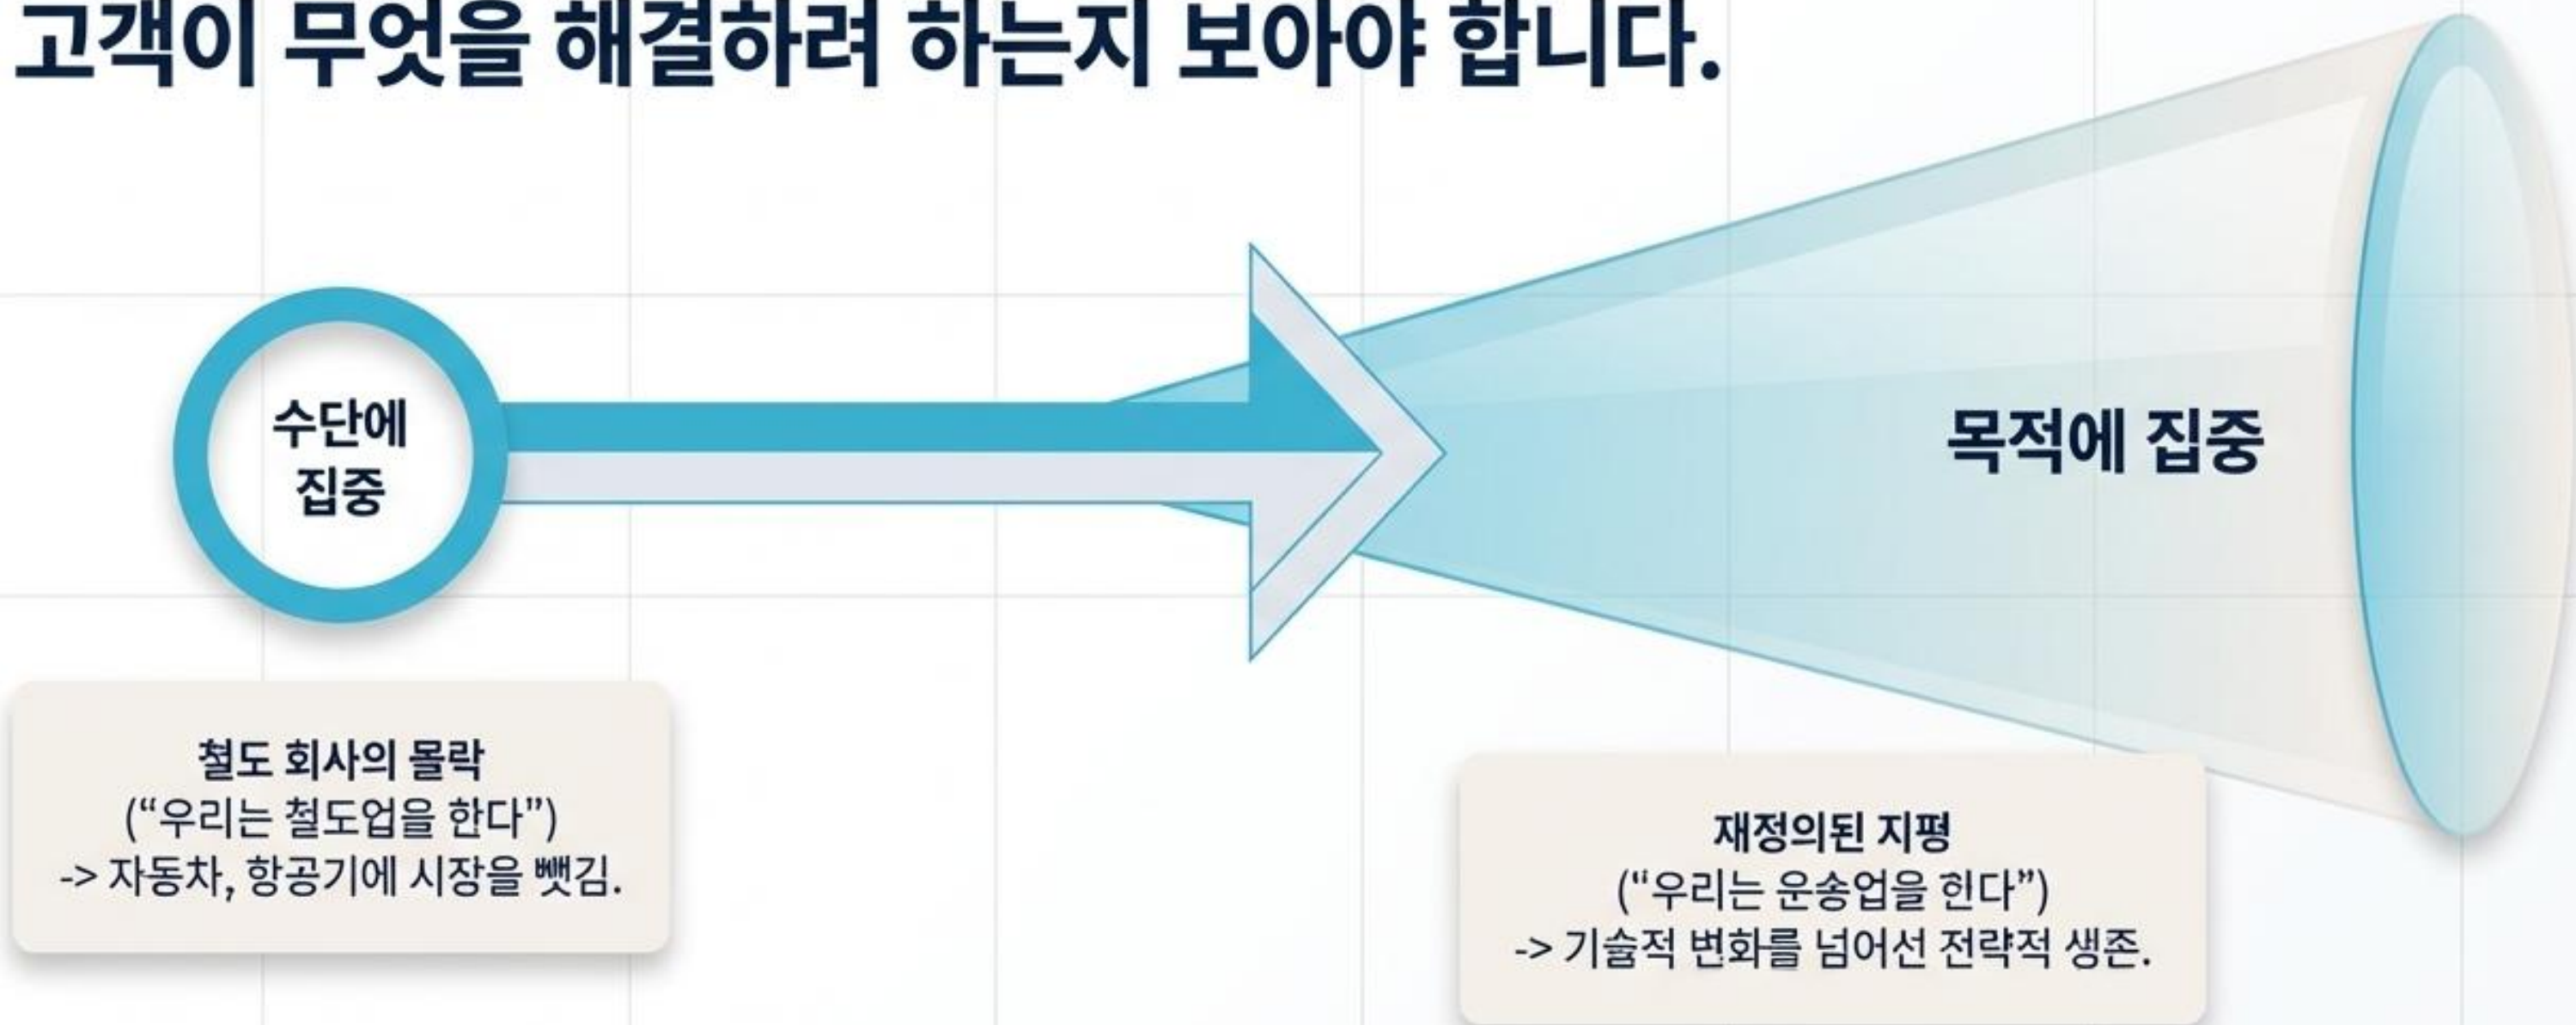 고객이 무엇을 해결하려 하는지 보아야 합니다.
수단에
집중
목적에 집중
철도 회사의 몰락
(“우리는 철도업을 한다”)
-> 자동차, 항공기에 시장을 뺏김.
재정의된 지평
(“우리는 운송업을 힌다”)
-> 기술적 변화를 넘어선 전략적 생존.